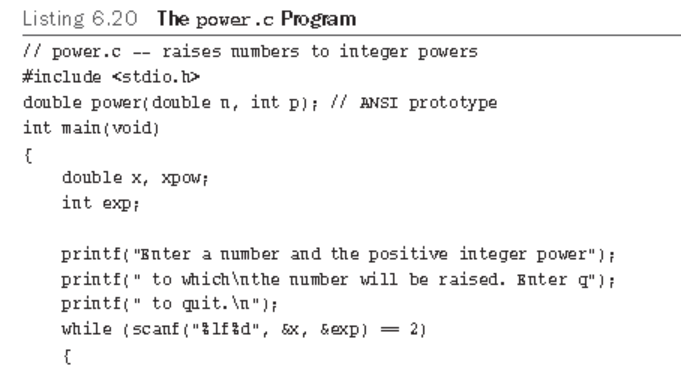 Listing 6.20 The power.c Program
// power.c -- raises numbers to integer powers
#include <stdio.h>
double power(double n, int p); // ANSI prototype
int main(void)
{
double x, xpow;
int exp;
printf("Enter a number and the positive integer power");
printf(" to which\nthe number will be raised. Enter q");
printf(" to quit.\n");
while (scanf("%lf%d", &x, &exp) == 2)
{